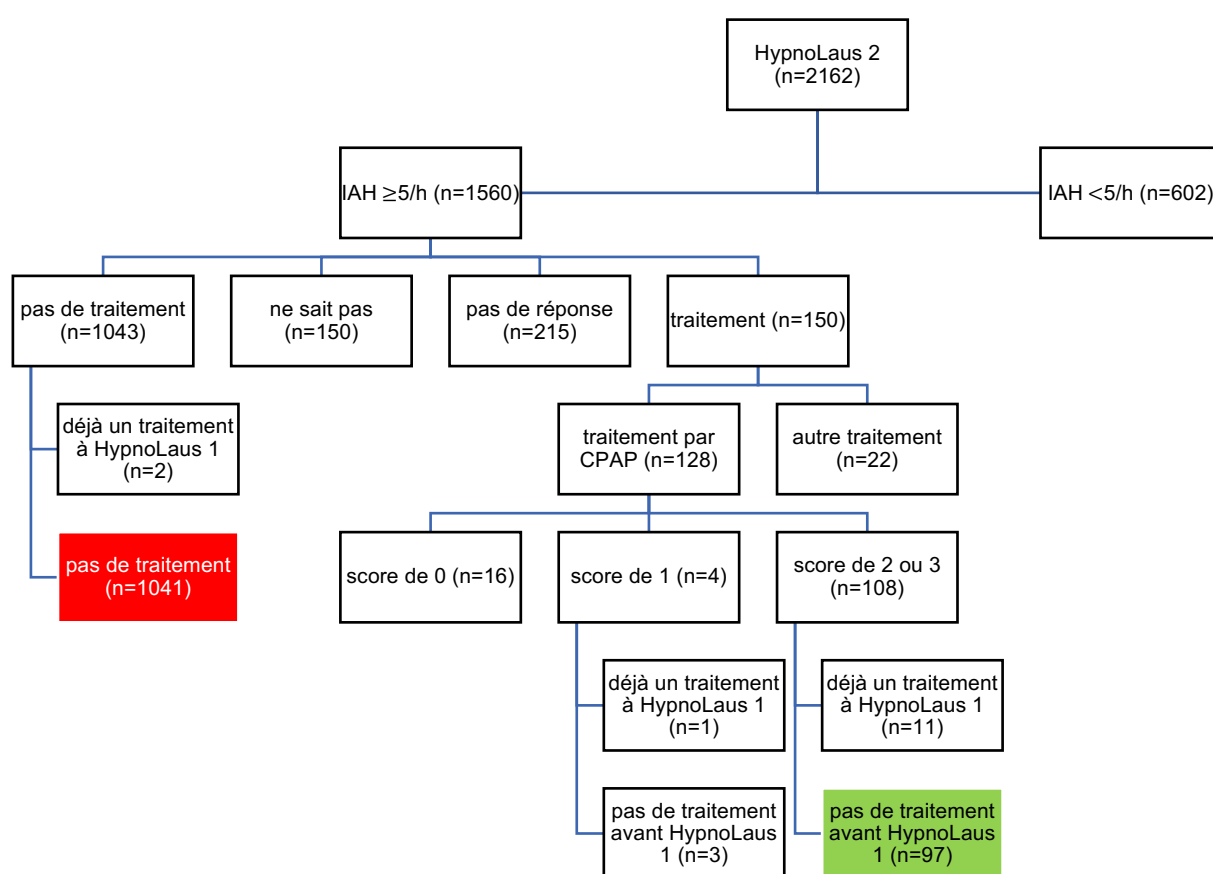 HypnoLaus 2
(n=2162)
IAH ≥5/h (n=1560)
IAH <5/h (n=602)
pas de traitement
(n=1043)
ne sait pas
(n=150)
pas de réponse
(n=215)
traitement (n=150)
déjà un traitement
à HypnoLaus 1
(n=2)
traitement par
CPAP (n=128)
autre traitement
(n=22)
pas de traitement
(n=1041)
score de 0 (n=16)
score de 1 (n=4)
score de 2 ou 3
(n=108)
déjà un traitement
à HypnoLaus 1
(n=1)
déjà un traitement
à HypnoLaus 1
(n=11)
pas de traitement
avant HypnoLaus
1 (n=3)
pas de traitement
avant HypnoLaus
1 (n=97)